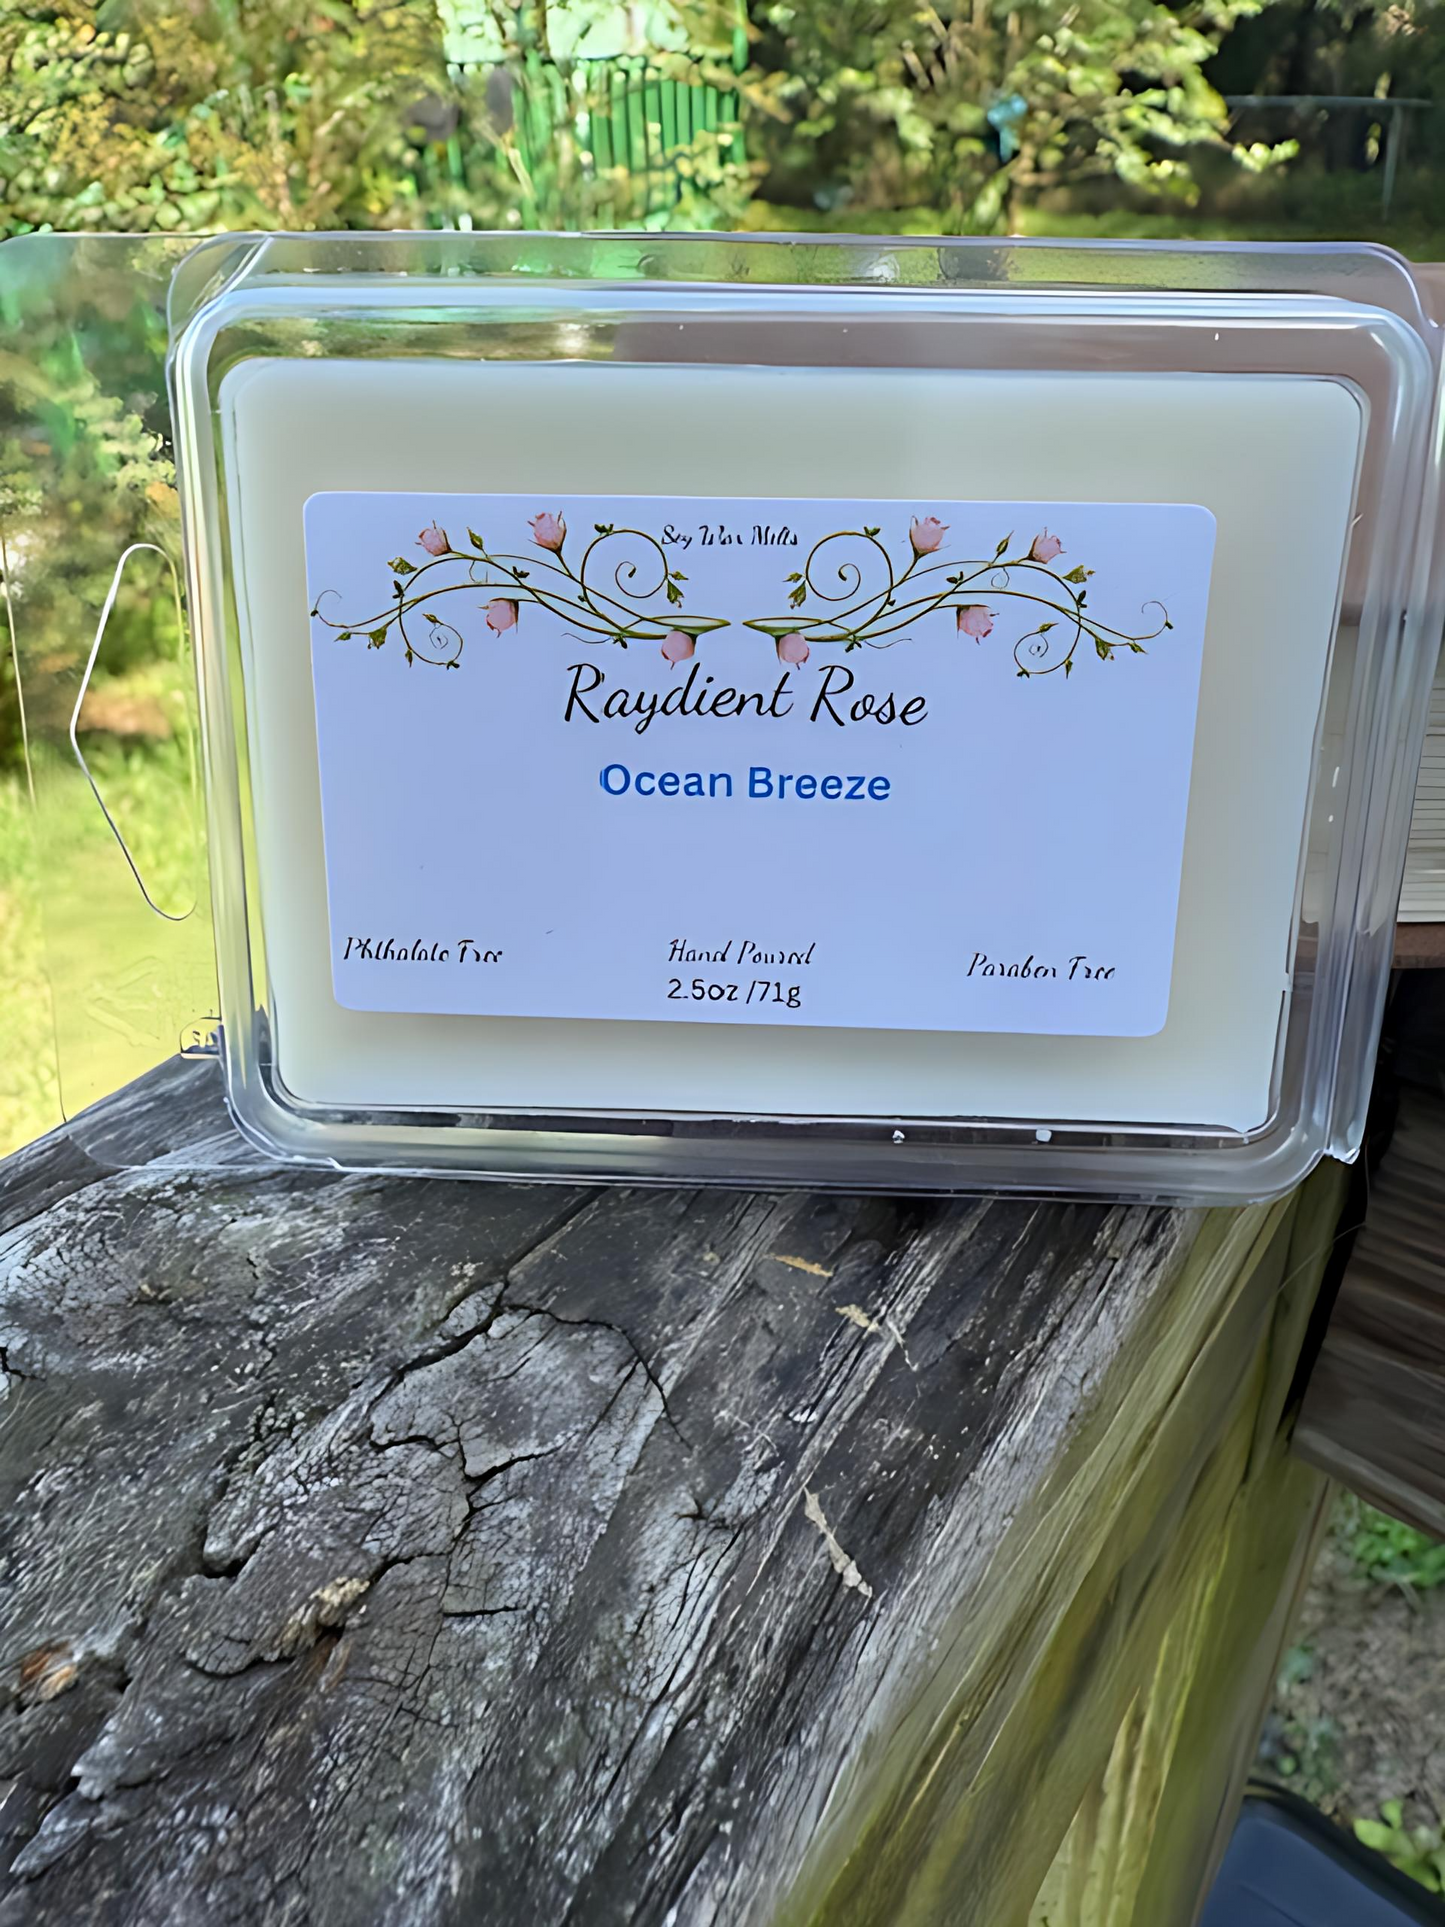 Soy Wax Melts
Raydient Rose
Ocean Breeze
Phthalate Free
Hand Poured
Paraben Free
2.5oz /71g